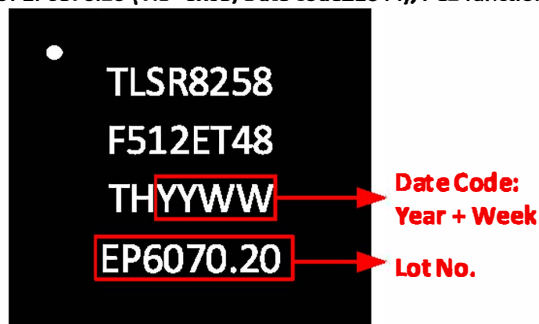 TLSR8258
F512ET48
THYYWW
Date Code:
Year + Week
EP6070.20
Lot No.